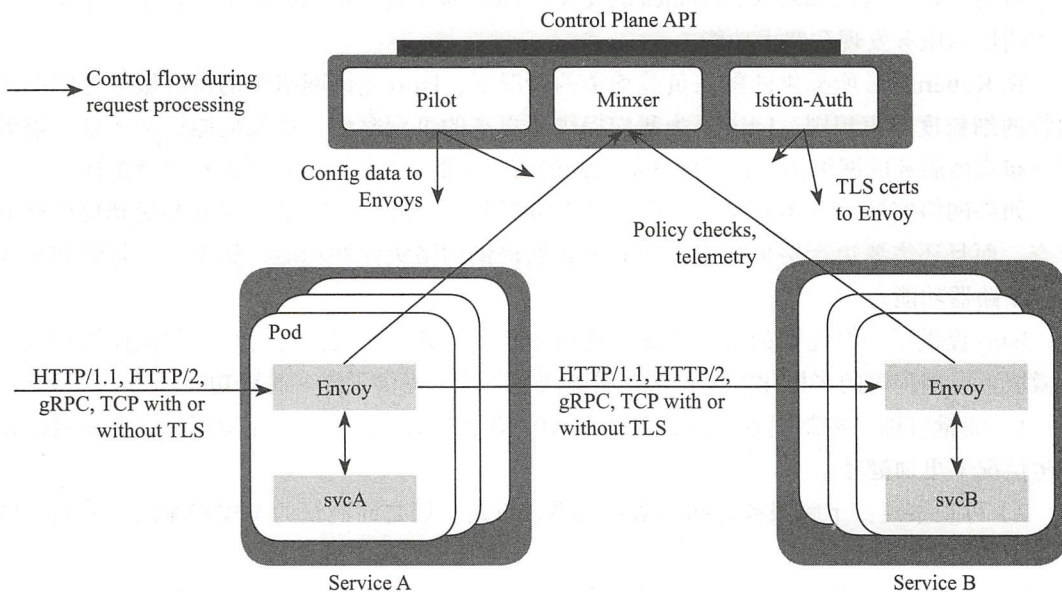 Control Plane API
Control flow during
request processing
Pilot
Minxer
Istion-Auth
Config data to
Envoys
TLS certs
to Envoy
Policy checks,
telemetry
Pod
HTTP/1.1, HTTP/2,
gRPC, TCP with or
without TLS
Envoy
svcA
HTTP/1.1, HTTP/2,
gRPC, TCP with or
without TLS
Envoy
svcB
Service A
Service B